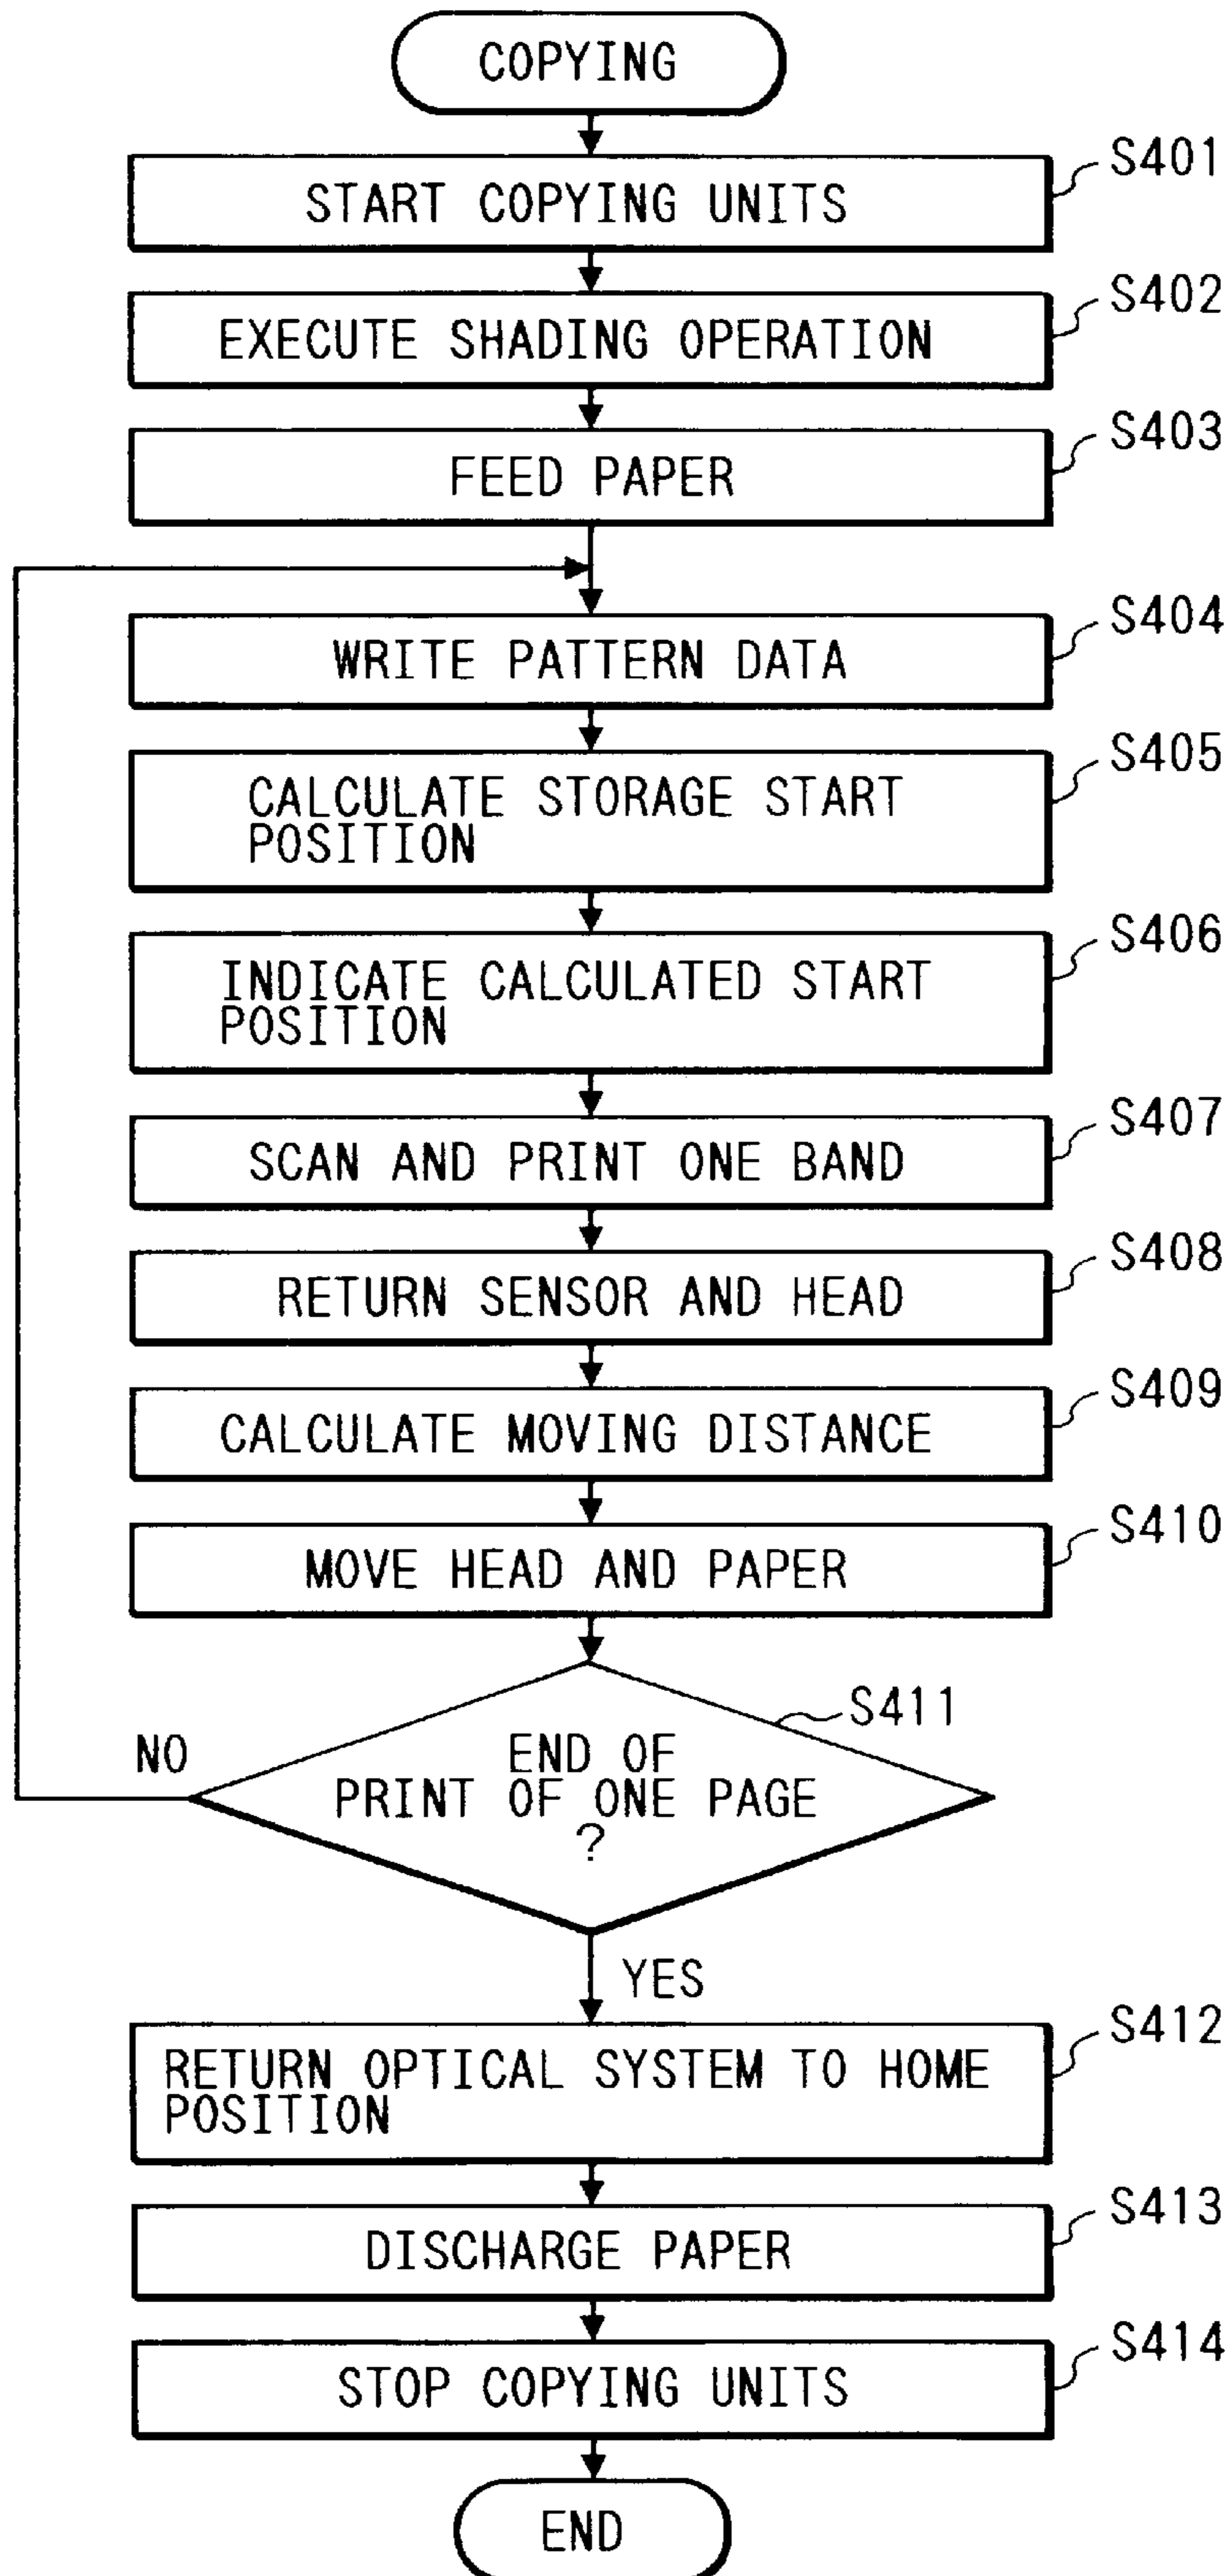 COPYING
S401
START COPYING UNITS
S402
EXECUTE SHADING OPERATION
S403
FEED PAPER
S404
WRITE PATTERN DATA
S405
CALCULATE STORAGE START
POSITION
S406
INDICATE CALCULATED START
POSITION
S407
SCAN AND PRINT ONE BAND
S408
RETURN SENSOR AND HEAD
S409
CALCULATE MOVING DISTANCE
S410
MOVE HEAD AND PAPER
S411
NO
END OF
PRINT OF ONE PAGE
?
YES
S412
RETURN OPTICAL SYSTEM TO HOME
POSITION
S413
DISCHARGE PAPER
S414
STOP COPYING UNITS
END